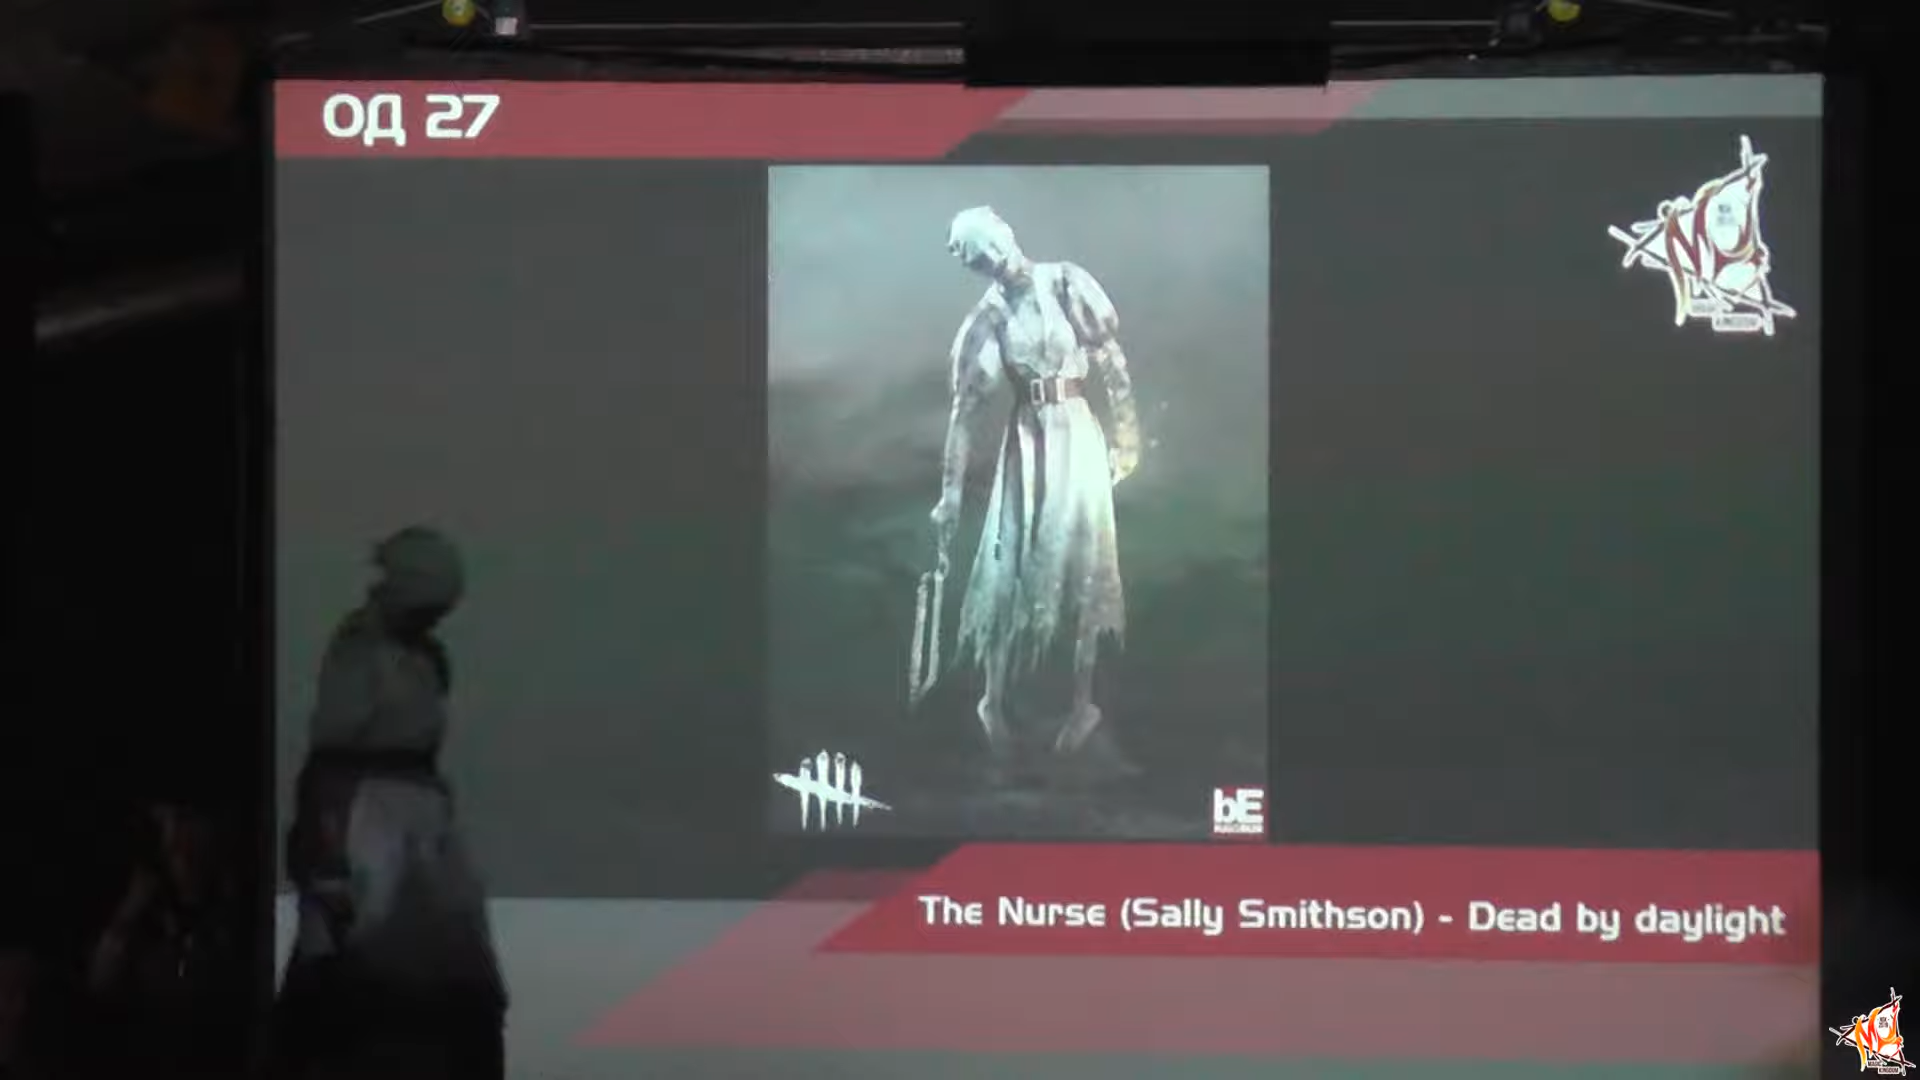 ОД 27
bE
The Nurse (Sally Smithson) - Dead by daylight